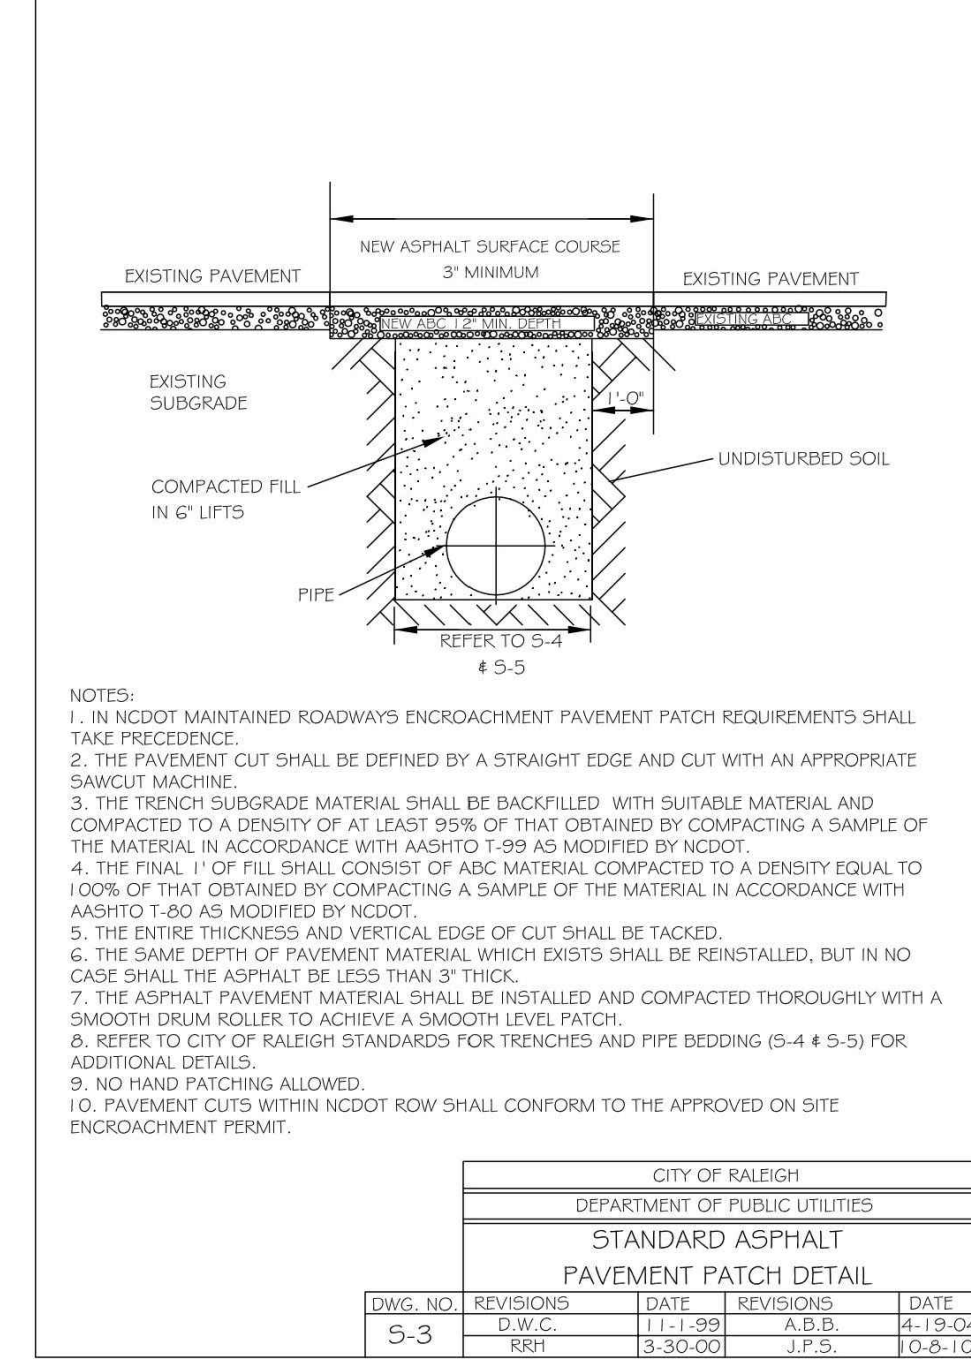 NEW ASPHALT SURFACE COURSE
3" MINIMUM
EXISTING PAVEMENT
EXISTING PAVEMENT
NEW ABC 12" MIN. DEPTH
EXISTING ABC
EXISTING
SUBGRADE
1'-0"
UNDISTURBED SOIL
COMPACTED FILL
IN 6" LIFTS
PIPE
REFER TO S-4
& S-5
NOTES:
1. IN NCDOT MAINTAINED ROADWAYS ENCROACHMENT PAVEMENT PATCH REQUIREMENTS SHALL
TAKE PRECEDENCE.
2. THE PAVEMENT CUT SHALL BE DEFINED BY A STRAIGHT EDGE AND CUT WITH AN APPROPRIATE
SAWCUT MACHINE.
3. THE TRENCH SUBGRADE MATERIAL SHALL BE BACKFILLED WITH SUITABLE MATERIAL AND
COMPACTED TO A DENSITY OF AT LEAST 95% OF THAT OBTAINED BY COMPACTING A SAMPLE OF
THE MATERIAL IN ACCORDANCE WITH AASHTO T-99 AS MODIFIED BY NCDOT.
4. THE FINAL 1' OF FILL SHALL CONSIST OF ABC MATERIAL COMPACTED TO A DENSITY EQUAL TO
100% OF THAT OBTAINED BY COMPACTING A SAMPLE OF THE MATERIAL IN ACCORDANCE WITH
AASHTO T-80 AS MODIFIED BY NCDOT.
5. THE ENTIRE THICKNESS AND VERTICAL EDGE OF CUT SHALL BE TACKED.
6. THE SAME DEPTH OF PAVEMENT MATERIAL WHICH EXISTS SHALL BE REINSTALLED, BUT IN NO
CASE SHALL THE ASPHALT BE LESS THAN 3" THICK.
7. THE ASPHALT PAVEMENT MATERIAL SHALL BE INSTALLED AND COMPACTED THOROUGHLY WITH A
SMOOTH DRUM ROLLER TO ACHIEVE A SMOOTH LEVEL PATCH.
8. REFER TO CITY OF RALEIGH STANDARDS FOR TRENCHES AND PIPE BEDDING (S-4 & S-5) FOR
ADDITIONAL DETAILS.
9. NO HAND PATCHING ALLOWED.
10. PAVEMENT CUTS WITHIN NCDOT ROW SHALL CONFORM TO THE APPROVED ON SITE
ENCROACHMENT PERMIT.
CITY OF RALEIGH
DEPARTMENT OF PUBLIC UTILITIES
STANDARD ASPHALT
PAVEMENT PATCH DETAIL
DWG. NO. REVISIONS DATE REVISIONS DATE
S-3 D.W.C. 11-1-99 A.B.B. 4-19-04
RRH 3-30-00 J.P.S. 10-8-10